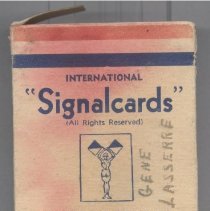 INTERNATIONAL
"Signalcards"
(All Rights Reserved)
GENE
LASSERRE